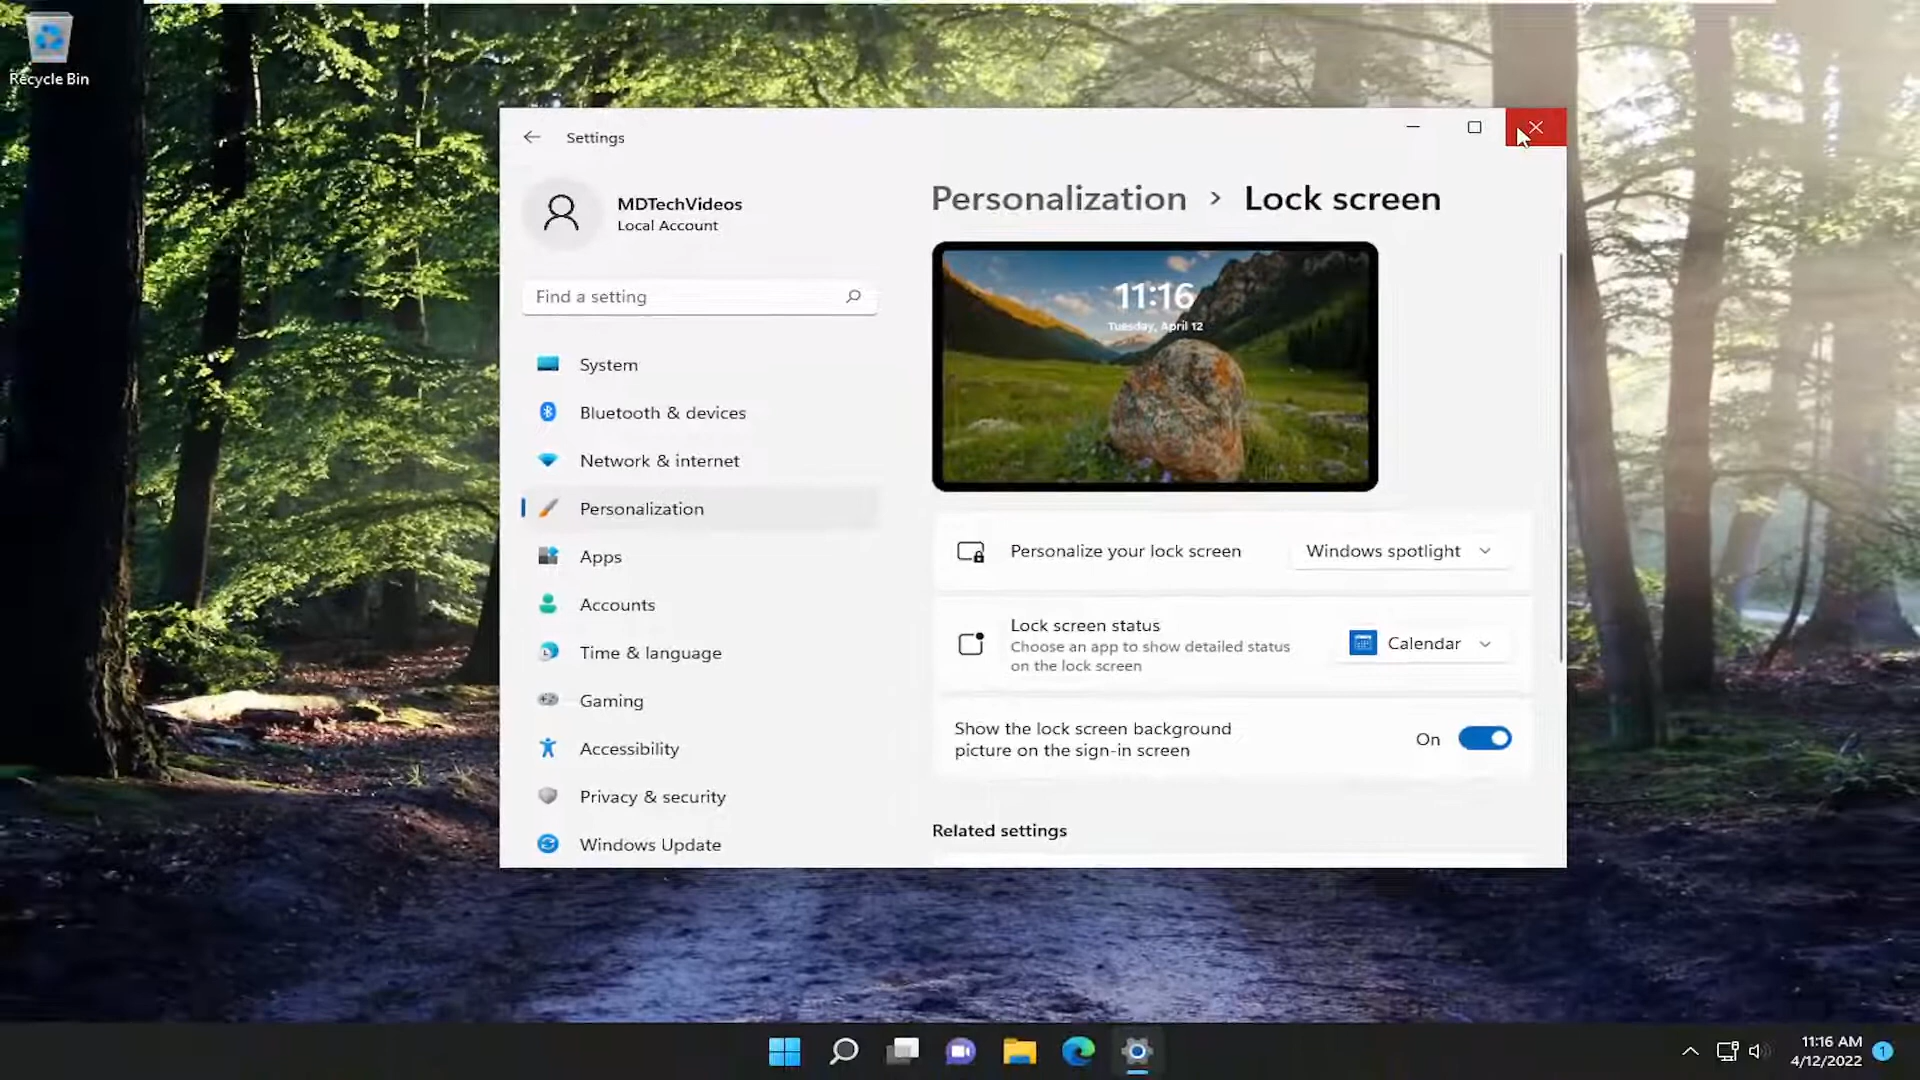 Recycle Bin
Settings
MDTechVideos
Local Account
Find a setting
System
Bluetooth & devices
Network & internet
Personalization
Apps
Accounts
Time & language
Gaming
Accessibility
Privacy & security
Windows Update
Personalization > Lock screen
11:16
Tuesday, April 12
Personalize your lock screen
Windows spotlight
Lock screen status
Choose an app to show detailed status
on the lock screen
Calendar
Show the lock screen background
picture on the sign-in screen
On
Related settings
11:16 AM
4/12/2022
1